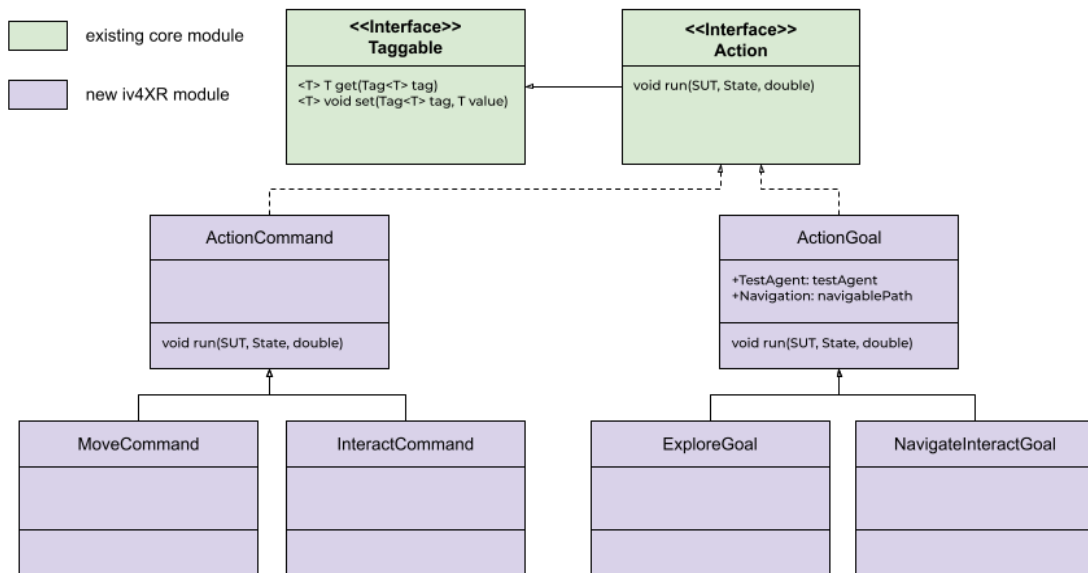 existing core module
new iv4XR module
<<Interface>>
Taggable
<T> T get(Tag<T> tag)
<T> void set(Tag<T> tag, T value)
<<Interface>>
Action
void run(SUT, State, double)
ActionCommand
void run(SUT, State, double)
ActionGoal
+TestAgent: testAgent
+Navigation: navigablePath
void run(SUT, State, double)
MoveCommand
InteractCommand
ExploreGoal
NavigateInteractGoal